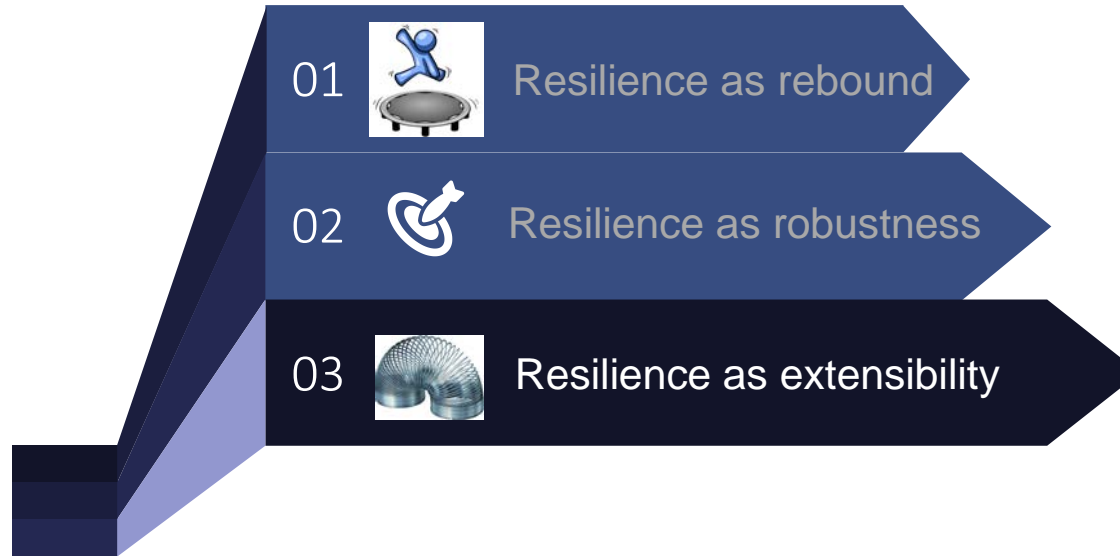 01 Resilience as rebound
02 Resilience as robustness
03 Resilience as extensibility